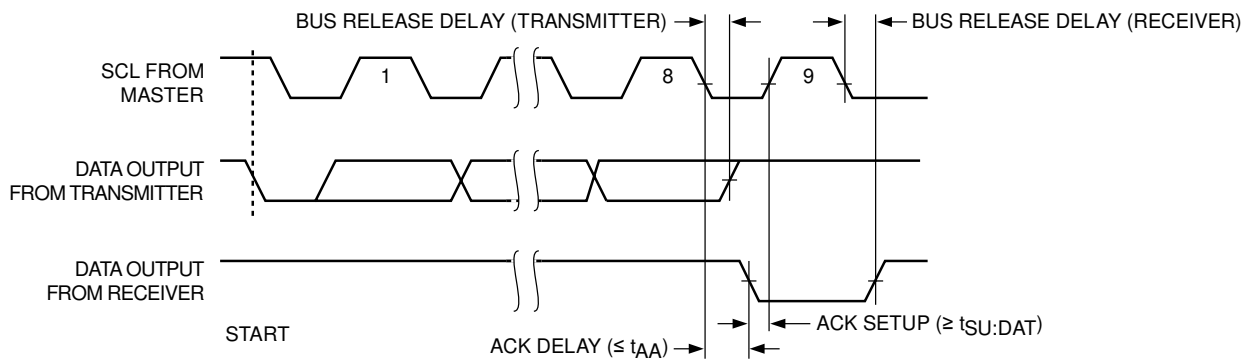 BUS RELEASE DELAY (TRANSMITTER)
BUS RELEASE DELAY (RECEIVER)
SCL FROM
MASTER
1
8
9
DATA OUTPUT
FROM TRANSMITTER
DATA OUTPUT
FROM RECEIVER
START
ACK SETUP (≥ tSU:DAT)
ACK DELAY (≤ tAA)